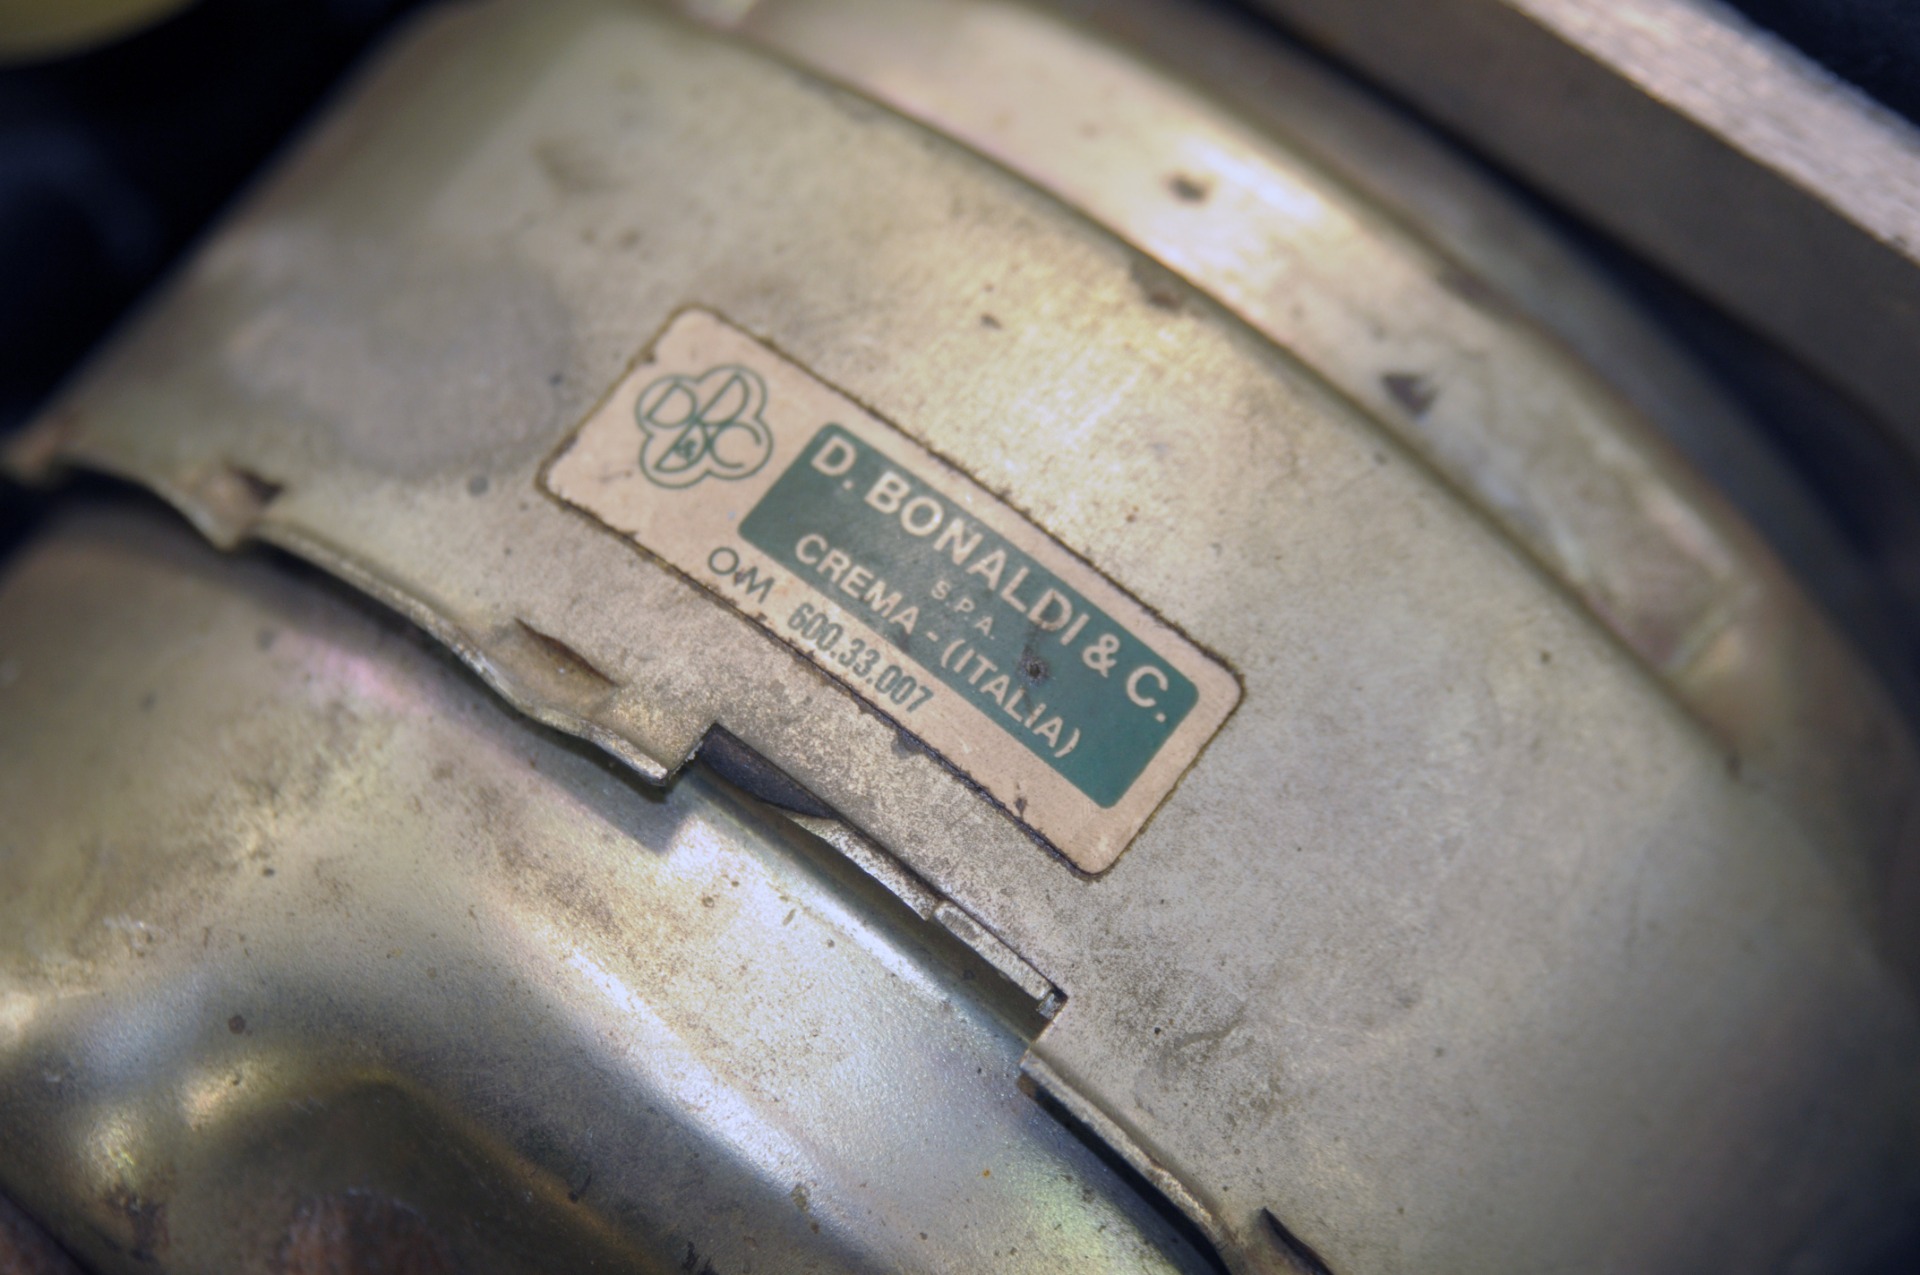 D D B & C
D. BONALDI & C.
S.P.A.
CREMA - (ITALIA)
OM 600.33.007